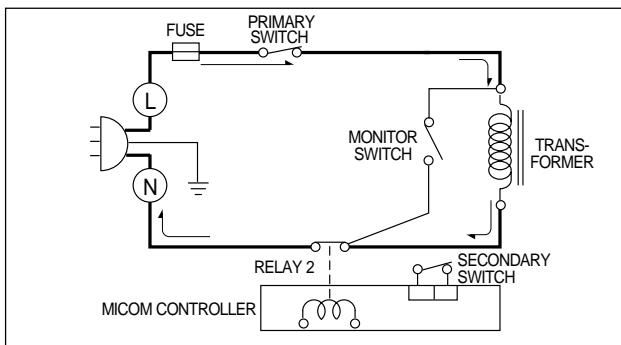 FUSE
PRIMARY
SWITCH
L
MONITOR
SWITCH
TRANS-
FORMER
N
RELAY 2
SECONDARY
SWITCH
MICOM CONTROLLER